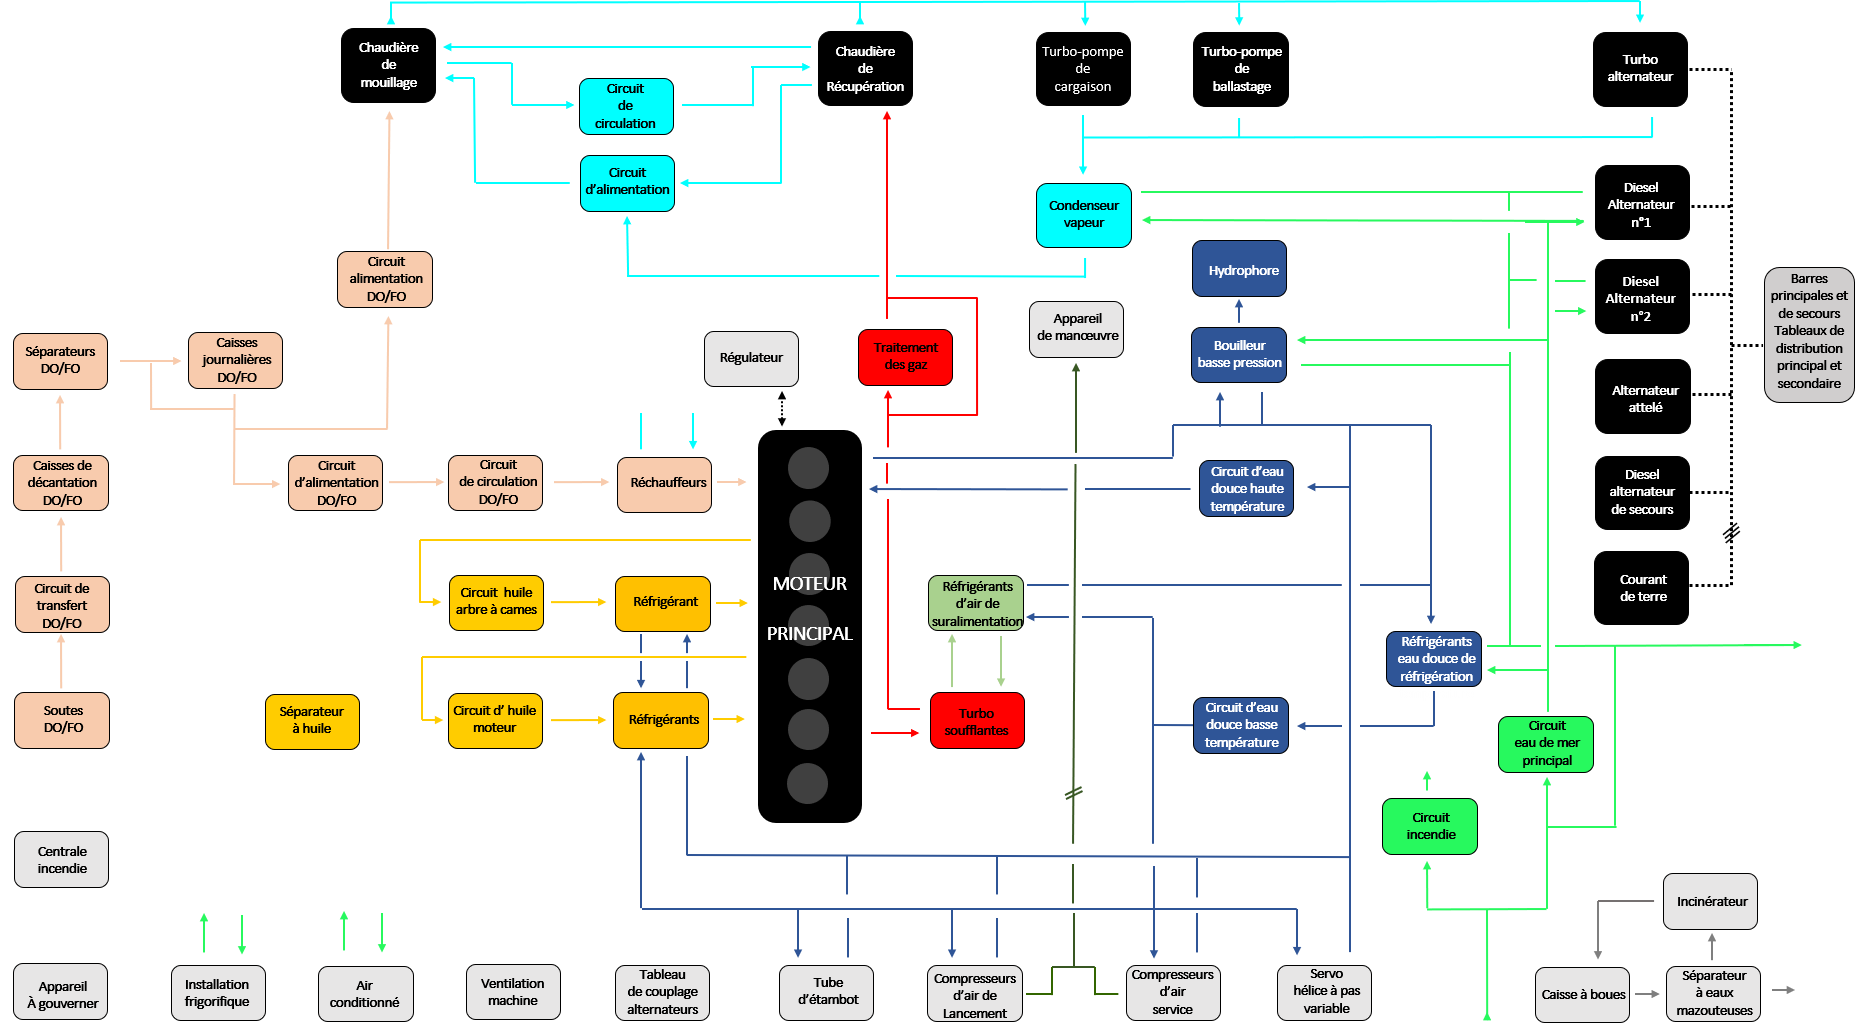 Chaudière
de
mouillage
Chaudière
de
Récupération
Turbo-pompe
de
cargaison
Turbo-pompe
de
ballastage
Turbo
alternateur
Circuit
de
circulation
Circuit
d'alimentation
Condenseur
vapeur
Diesel
Alternateur
n°1
Circuit
alimentation
DO/FO
Hydrophore
Diesel
Alternateur
n°2
Barres
principales et
de secours
Tableaux de
distribution
principal et
secondaire
Séparateurs
DO/FO
Caisses
journalières
DO/FO
Régulateur
Traitement
des gaz
Appareil
de manœuvre
Bouilleur
basse pression
Alternateur
attelé
Caisses de
décantation
DO/FO
Circuit
d'alimentation
DO/FO
Circuit
de circulation
DO/FO
Réchauffeurs
Circuit d'eau
douce haute
température
Diesel
alternateur
de secours
Circuit de
transfert
DO/FO
Circuit huile
arbre à cames
Réfrigérant
MOTEUR
PRINCIPAL
Réfrigérants
d'air de
suralimentation
Courant
de terre
Réfrigérants
eau douce de
réfrigération
Soutes
DO/FO
Séparateur
à huile
Circuit d' huile
moteur
Réfrigérants
Turbo
soufflantes
Circuit d'eau
douce basse
température
Circuit
eau de mer
principal
Circuit
incendie
Centrale
incendie
Incinérateur
Appareil
À gouverner
Installation
frigorifique
Air
conditionné
Ventilation
machine
Tableau
de couplage
alternateurs
Tube
d'étambot
Compresseurs
d'air de
Lancement
Compresseurs
d'air
service
Servo
hélice à pas
variable
Caisse à boues
Séparateur
à eaux
mazouteuses